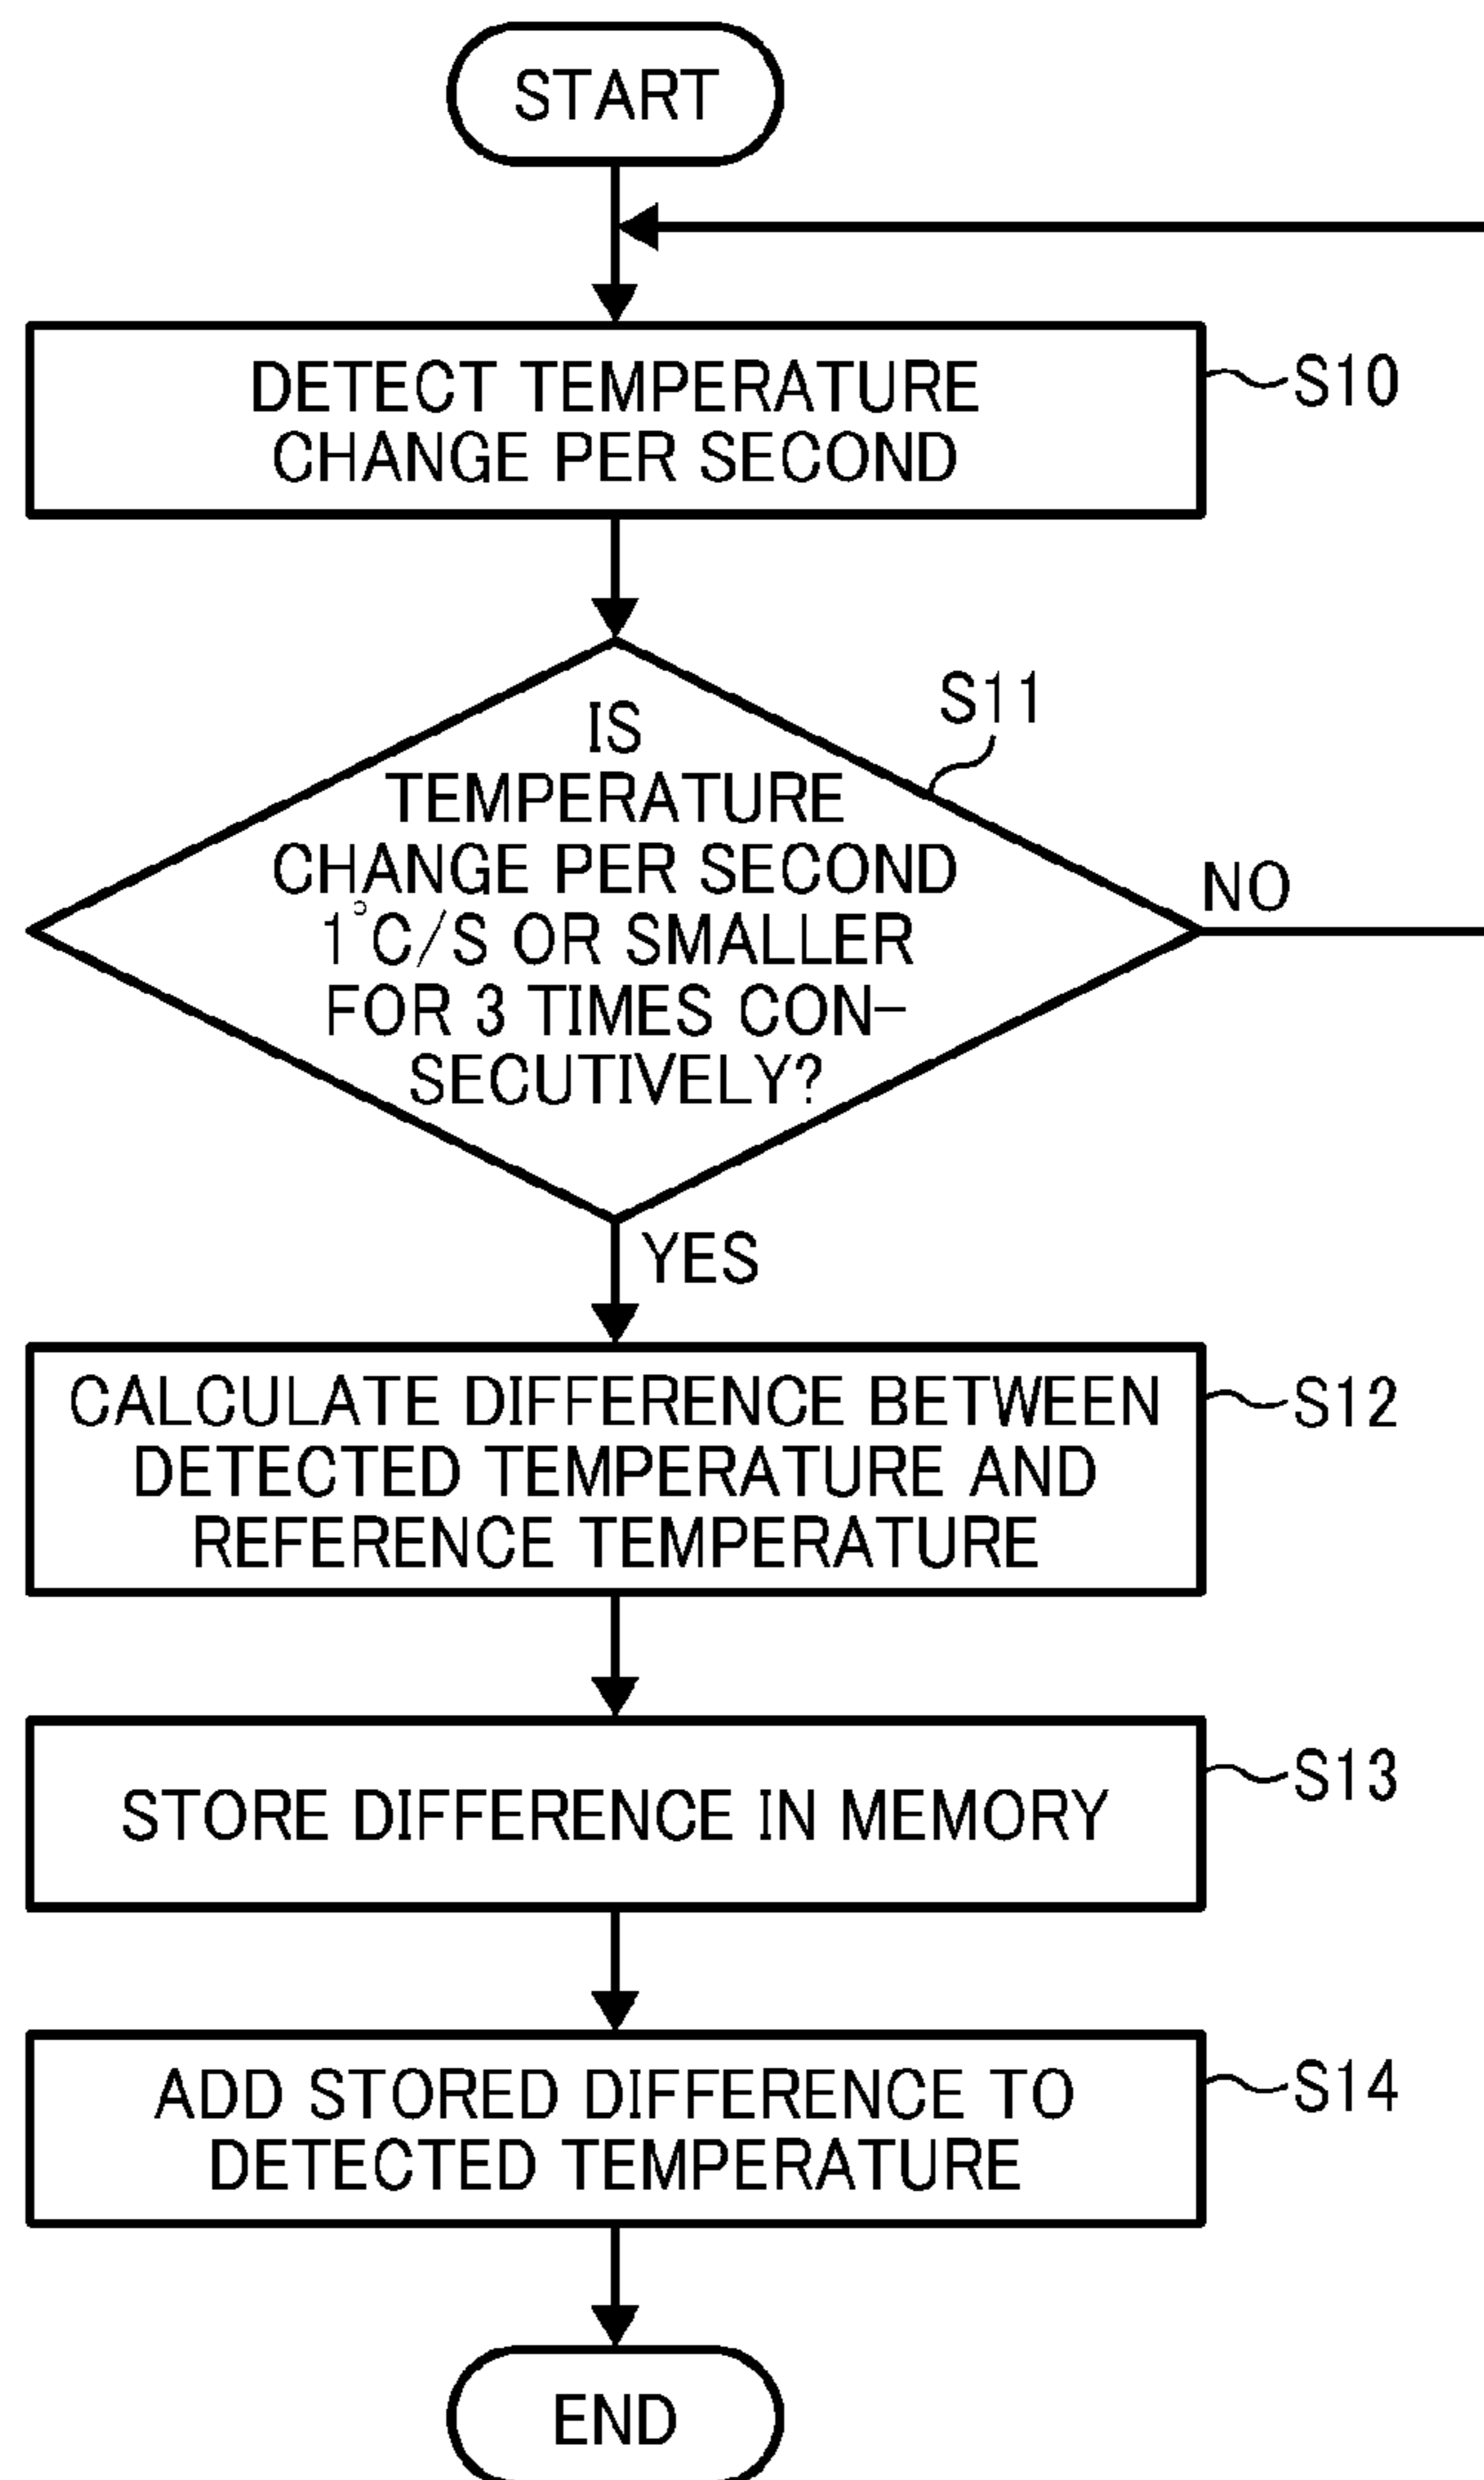 START
DETECT TEMPERATURE
CHANGE PER SECOND
S10
S11
IS
TEMPERATURE
CHANGE PER SECOND
1°C/S OR SMALLER
FOR 3 TIMES CON-
SECUTIVELY?
NO
YES
CALCULATE DIFFERENCE BETWEEN
DETECTED TEMPERATURE AND
REFERENCE TEMPERATURE
S12
STORE DIFFERENCE IN MEMORY
S13
ADD STORED DIFFERENCE TO
DETECTED TEMPERATURE
S14
END